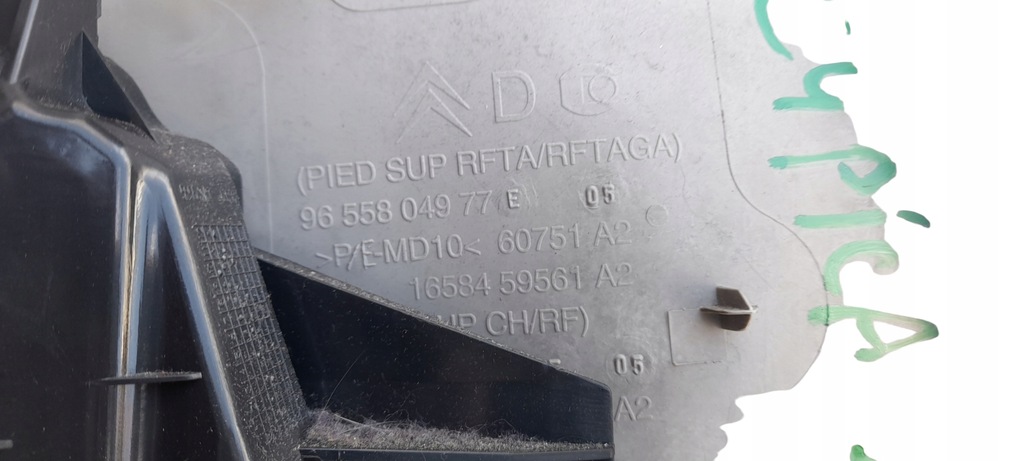 D 10
(PIED SUP RFTA/RFTAGA)
96 558 049 77 E 05
>P/E-MD10< 60751 A2
16584 59561 A2
CH/RF)
05
A2